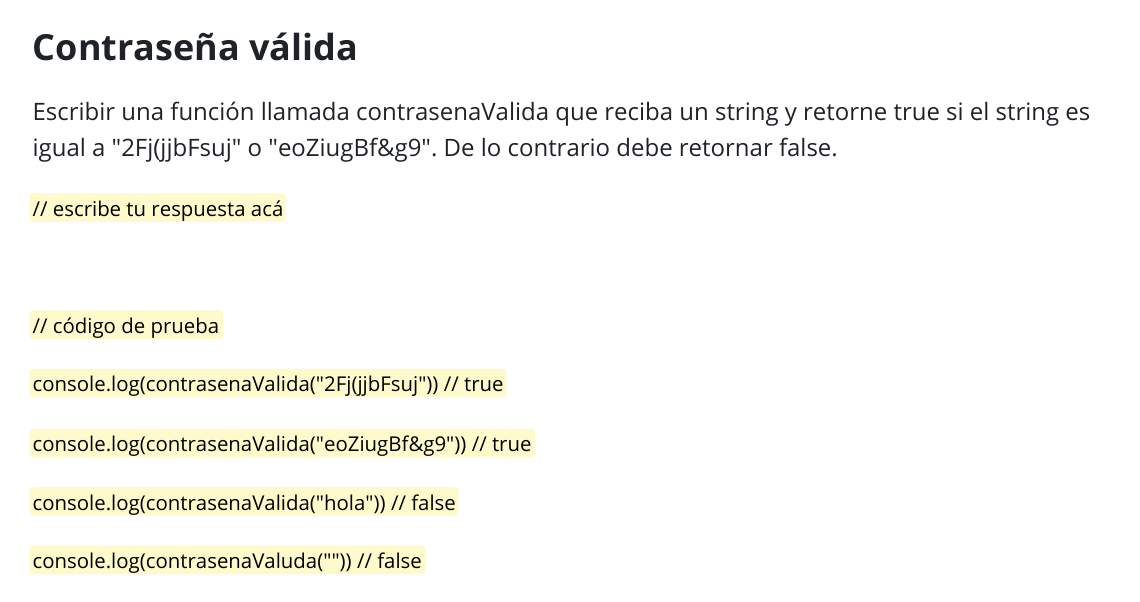 Contraseña válida
Escribir una función llamada contrasenaValida que reciba un string y retorne true si el string es
igual a "2Fj(jjbFsuj" o "eoZiugBf&g9". De lo contrario debe retornar false.
// escribe tu respuesta acá
// código de prueba
console.log(contrasenaValida("2Fj(jjbFsuj")) // true
console.log(contrasenaValida("eoZiugBf&g9")) // true
console.log(contrasenaValida("hola")) // false
console.log(contrasenaValuda("")) // false